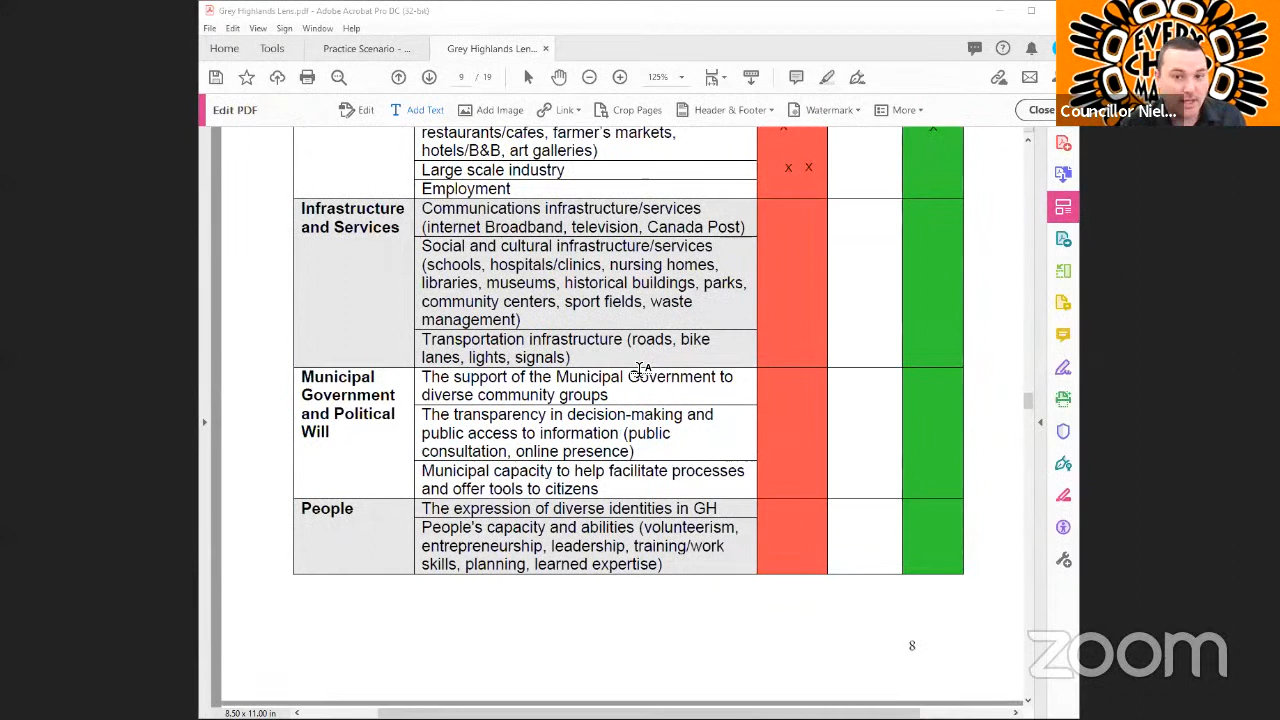 Grey Highlands Lens.pdf - Adobe Acrobat Pro DC (32-bit)
File Edit View Sign Window Help
Home Tools Practice Scenario - ... Grey Highlands Len... ×
9 / 19 125%
Edit PDF Edit Add Text Add Image Link Crop Pages Header & Footer Watermark More Close
EVERY
CH
MA
Councillor Niel...
restaurants/cafes, farmer's markets,
hotels/B&B, art galleries)
x x
Large scale industry
x x
Employment
Infrastructure
and Services
Communications infrastructure/services
(internet Broadband, television, Canada Post)
Social and cultural infrastructure/services
(schools, hospitals/clinics, nursing homes,
libraries, museums, historical buildings, parks,
community centers, sport fields, waste
management)
Transportation infrastructure (roads, bike
lanes, lights, signals)
Municipal
Government
and Political
Will
The support of the Municipal Government to
diverse community groups
The transparency in decision-making and
public access to information (public
consultation, online presence)
Municipal capacity to help facilitate processes
and offer tools to citizens
People
The expression of diverse identities in GH
People's capacity and abilities (volunteerism,
entrepreneurship, leadership, training/work
skills, planning, learned expertise)
8
zoom
8.50 x 11.00 in